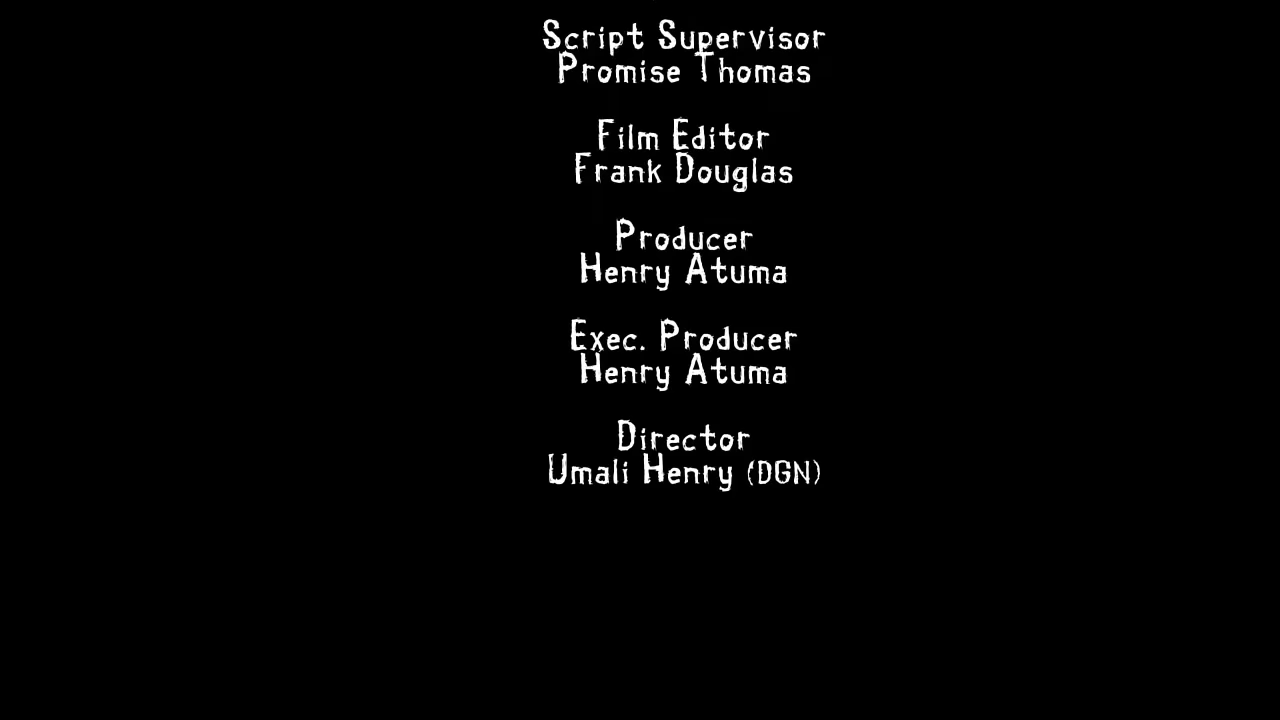 Script Supervisor
Promise Thomas
Film Editor
Frank Douglas
Producer
Henry Atuma
Exec. Producer
Henry Atuma
Director
Umali Henry (DGN)